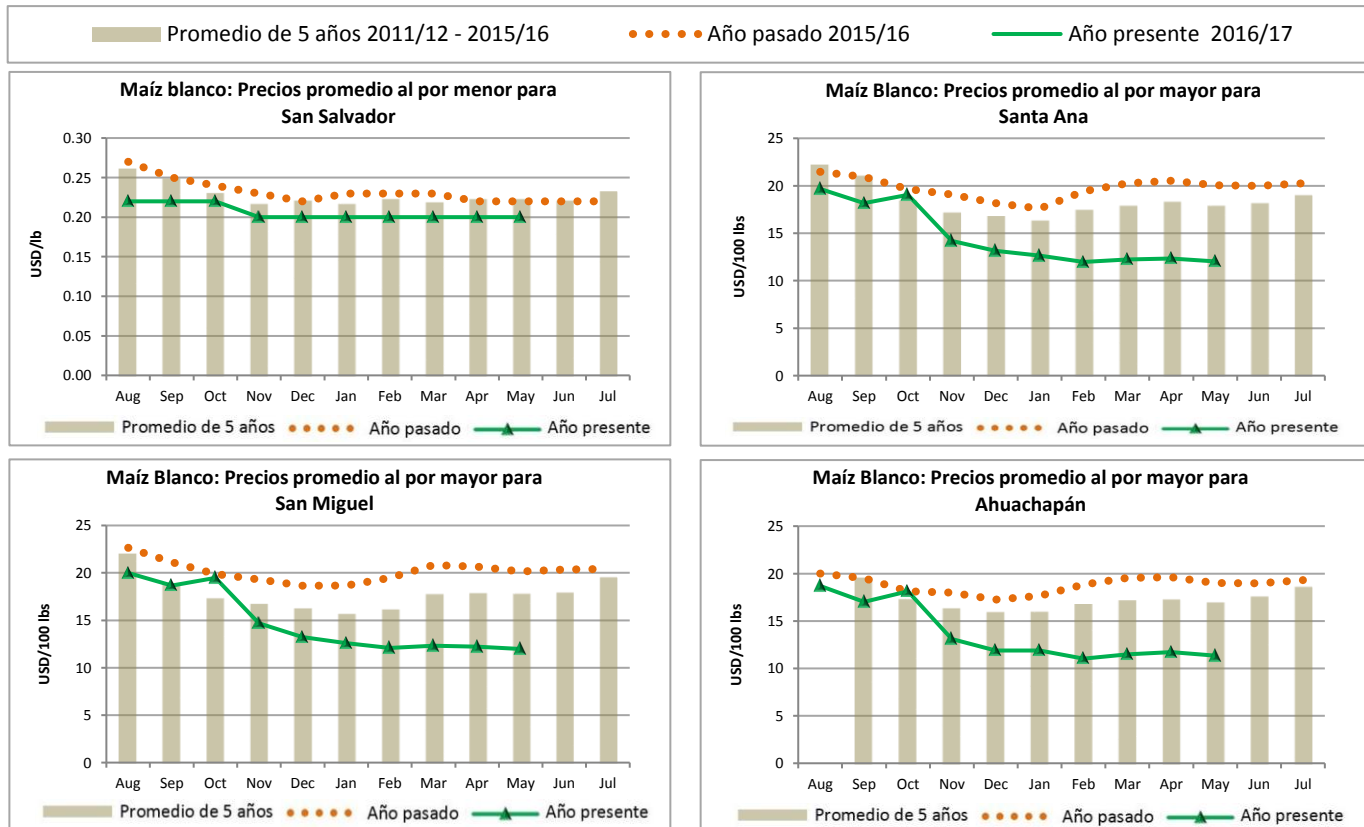 Promedio de 5 años 2011/12 - 2015/16 Año pasado 2015/16 Año presente 2016/17
Maíz blanco: Precios promedio al por menor para
San Salvador
USD/lb
0.30
0.25
0.20
0.15
0.10
0.05
0.00
Aug Sep Oct Nov Dec Jan Feb Mar Apr May Jun Jul
Promedio de 5 años Año pasado Año presente
Maíz Blanco: Precios promedio al por mayor para
Santa Ana
USD/100 lbs
25
20
15
10
5
0
Aug Sep Oct Nov Dec Jan Feb Mar Apr May Jun Jul
Promedio de 5 años Año pasado Año presente
Maíz Blanco: Precios promedio al por mayor para
San Miguel
USD/100 lbs
25
20
15
10
5
0
Aug Sep Oct Nov Dec Jan Feb Mar Apr May Jun Jul
Promedio de 5 años Año pasado Año presente
Maíz Blanco: Precios promedio al por mayor para
Ahuachapán
USD/100 lbs
25
20
15
10
5
0
Aug Sep Oct Nov Dec Jan Feb Mar Apr May Jun Jul
Promedio de 5 años Año pasado Año presente